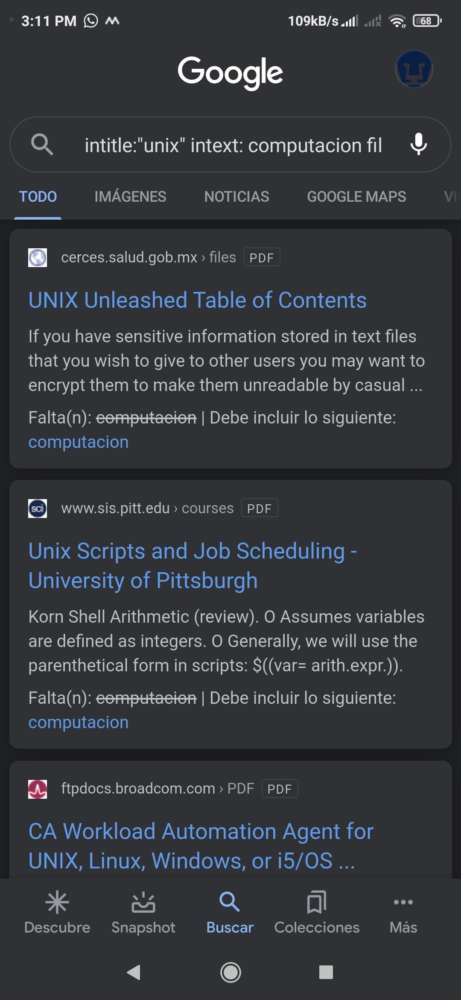 3:11 PM 109kB/s 68
Google
intitle:"unix" intext: computacion fil
TODO IMÁGENES NOTICIAS GOOGLE MAPS VI
cerces.salud.gob.mx › files PDF
UNIX Unleashed Table of Contents
If you have sensitive information stored in text files
that you wish to give to other users you may want to
encrypt them to make them unreadable by casual ...
Falta(n): computacion | Debe incluir lo siguiente:
computacion
sci www.sis.pitt.edu › courses PDF
Unix Scripts and Job Scheduling -
University of Pittsburgh
Korn Shell Arithmetic (review). O Assumes variables
are defined as integers. O Generally, we will use the
parenthetical form in scripts: $((var= arith.expr.)).
Falta(n): computacion | Debe incluir lo siguiente:
computacion
ftpdocs.broadcom.com › PDF PDF
CA Workload Automation Agent for
UNIX, Linux, Windows, or i5/OS ...
Descubre Snapshot Buscar Colecciones Más